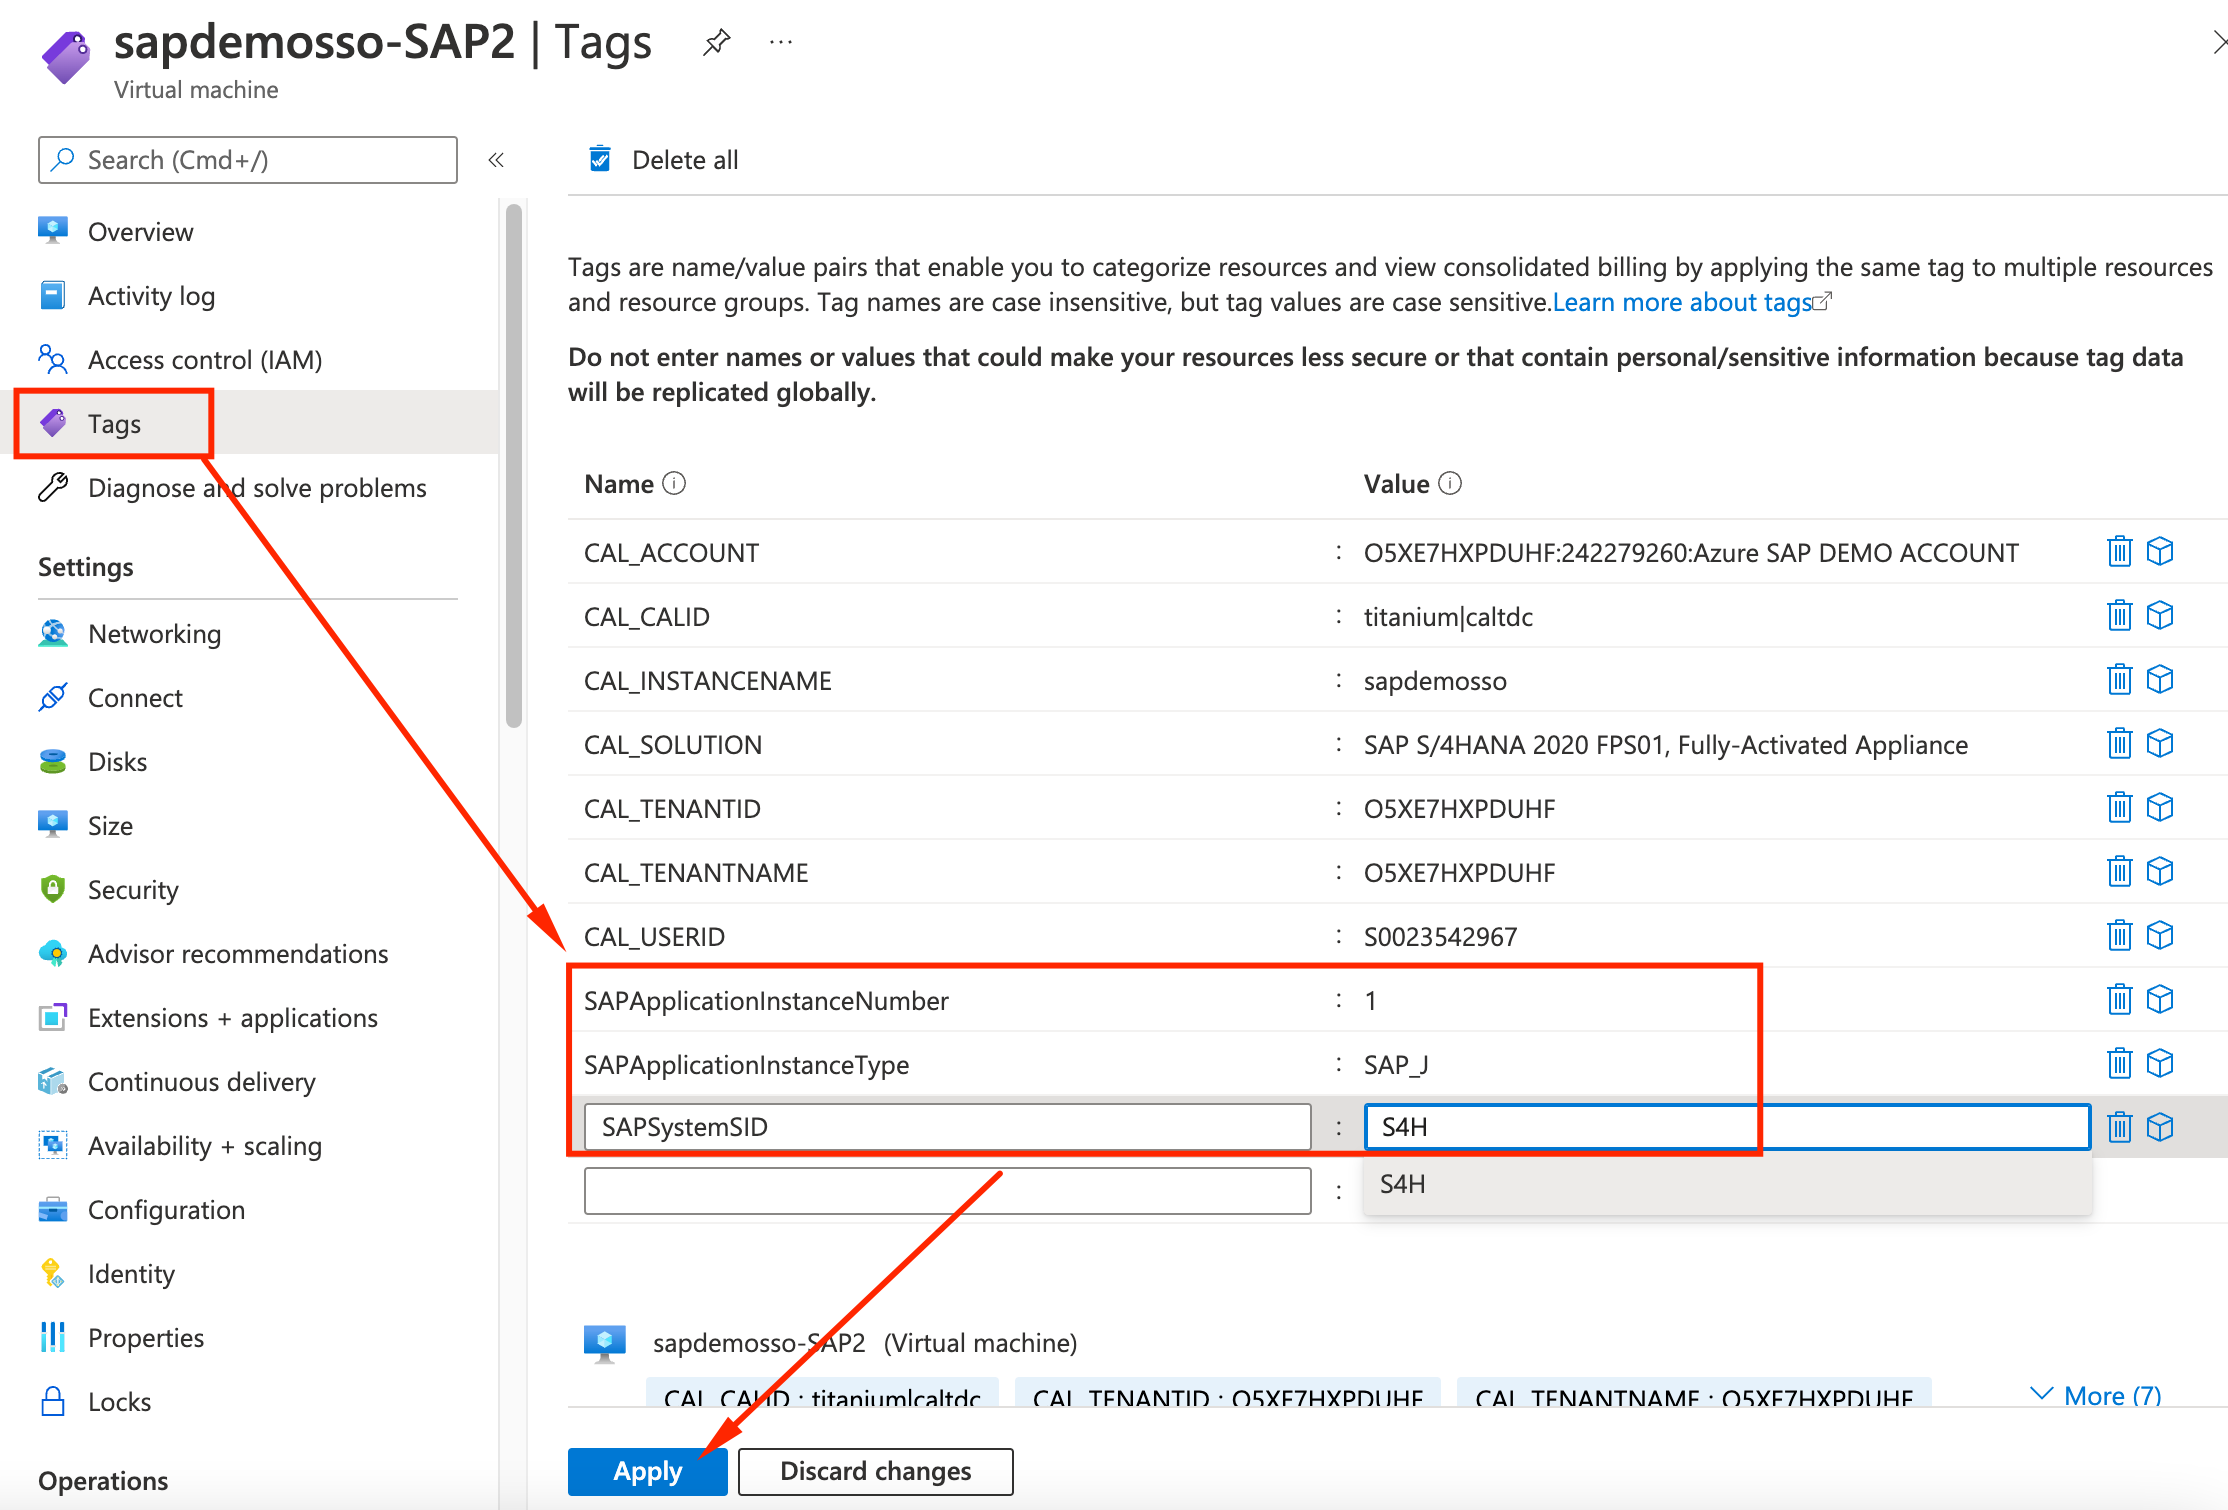 sapdemosso-SAP2 | Tags
Virtual machine
Search (Cmd+/)
Overview
Activity log
Access control (IAM)
Tags
Diagnose and solve problems
Settings
Networking
Connect
Disks
Size
Security
Advisor recommendations
Extensions + applications
Continuous delivery
Availability + scaling
Configuration
Identity
Properties
Locks
Operations
Delete all
Tags are name/value pairs that enable you to categorize resources and view consolidated billing by applying the same tag to multiple resources
and resource groups. Tag names are case insensitive, but tag values are case sensitive.Learn more about tags
Do not enter names or values that could make your resources less secure or that contain personal/sensitive information because tag data
will be replicated globally.
Name Value
CAL_ACCOUNT : O5XE7HXPDUHF:242279260:Azure SAP DEMO ACCOUNT
CAL_CALID : titanium|caltdc
CAL_INSTANCENAME : sapdemosso
CAL_SOLUTION : SAP S/4HANA 2020 FPS01, Fully-Activated Appliance
CAL_TENANTID : O5XE7HXPDUHF
CAL_TENANTNAME : O5XE7HXPDUHF
CAL_USERID : S0023542967
SAPApplicationInstanceNumber : 1
SAPApplicationInstanceType : SAP_J
SAPSystemSID : S4H
:
S4H
sapdemosso-SAP2 (Virtual machine)
CAL_CALID : titanium|caltdc CAL_TENANTID : O5XE7HXPDUHF CAL_TENANTNAME : O5XE7HXPDUHF More (7)
Apply Discard changes